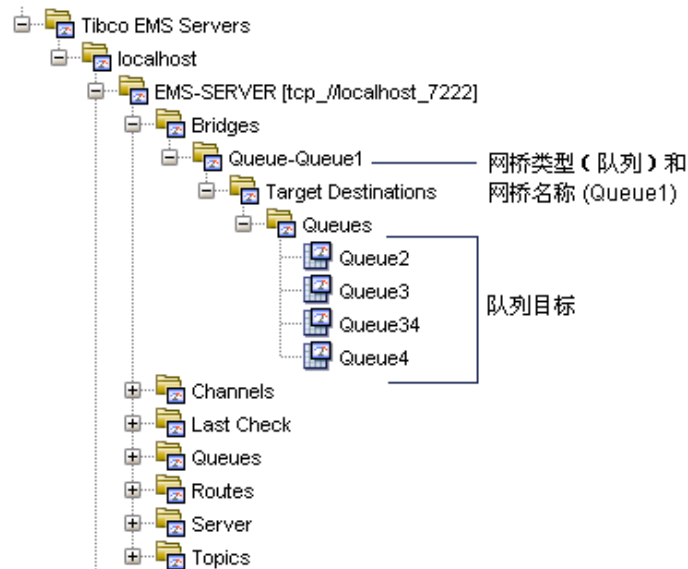 Tibco EMS Servers
localhost
EMS-SERVER [tcp_//localhost_7222]
Bridges
Queue-Queue1
网桥类型 ( 队列 ) 和
Target Destinations
网桥名称 (Queue1)
Queues
Queue2
Queue3
队列目标
Queue34
Queue4
Channels
Last Check
Queues
Routes
Server
Topics